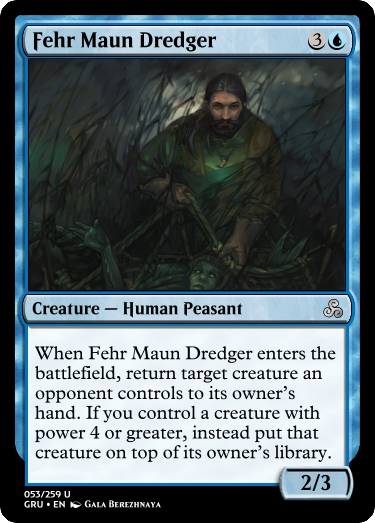 Fehr Maun Dredger 3
Creature — Human Peasant
When Fehr Maun Dredger enters the
battlefield, return target creature an
opponent controls to its owner's
hand. If you control a creature with
power 4 or greater, instead put that
creature on top of its owner's library.
2/3
053/259 U
GRU • EN Gala Berezhnaya